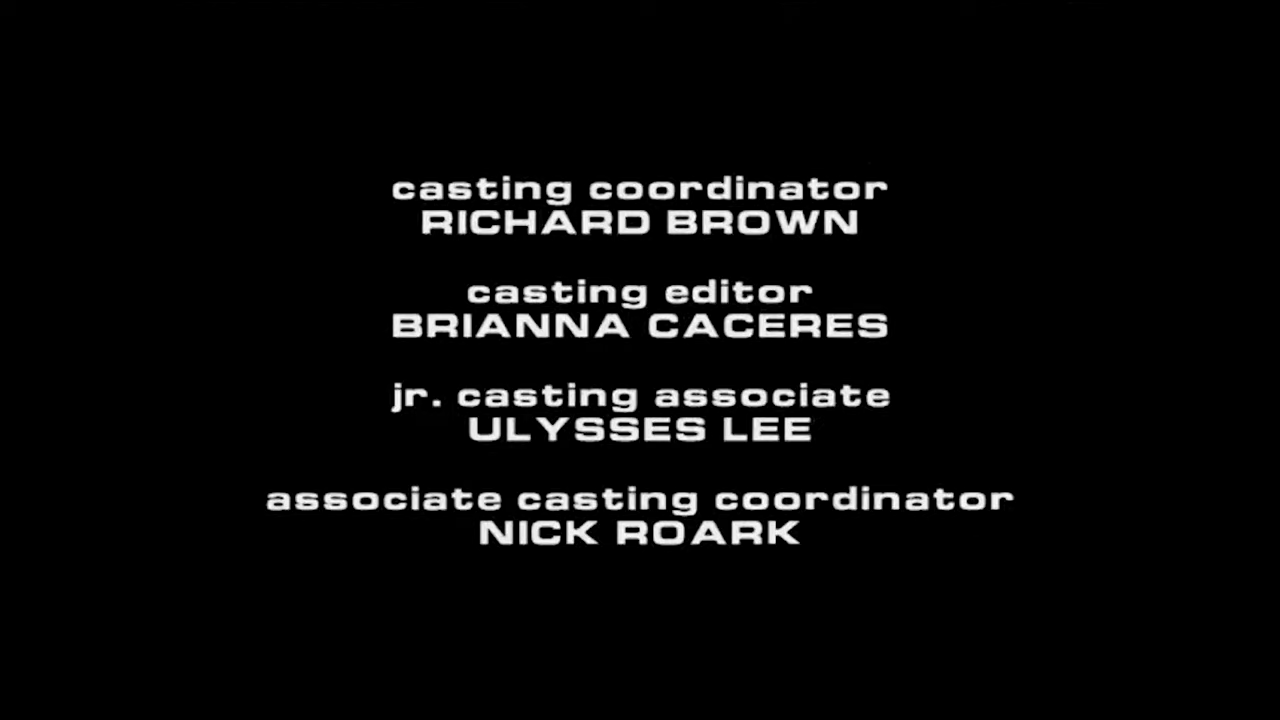 casting coordinator
RICHARD BROWN
casting editor
BRIANNA CACERES
jr. casting associate
ULYSSES LEE
associate casting coordinator
NICK ROARK